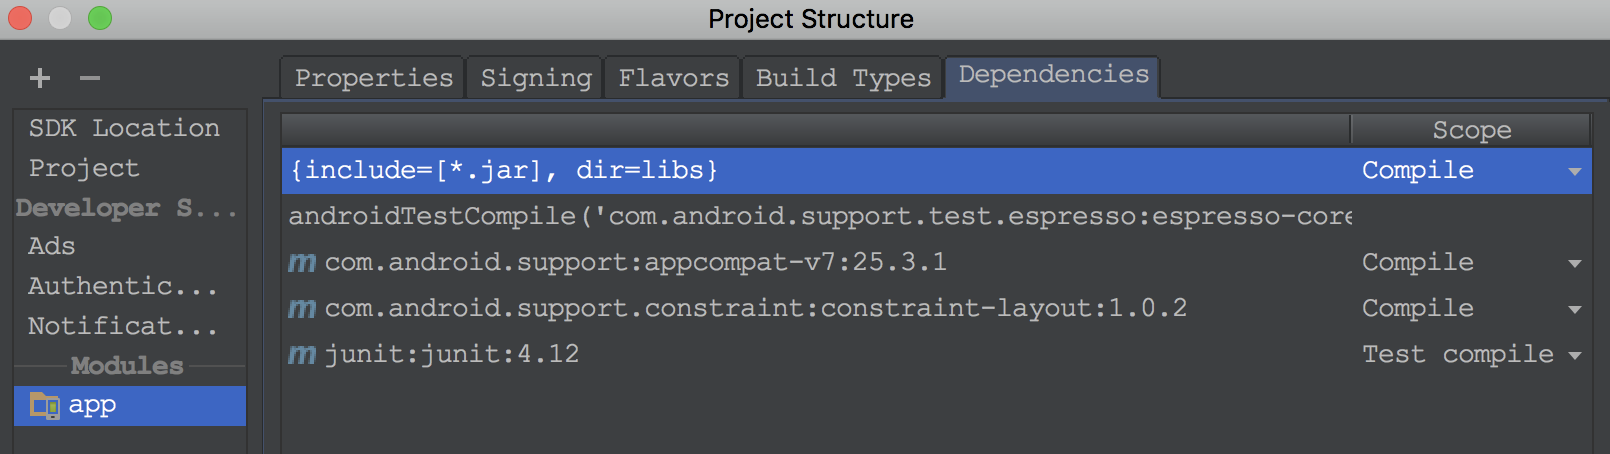 Project Structure
Properties Signing Flavors Build Types Dependencies
SDK Location
Project
Developer S...
Ads
Authentic...
Notificat...
Modules
app
Scope
{include=[*.jar], dir=libs} Compile
androidTestCompile('com.android.support.test.espresso:espresso-core
m com.android.support:appcompat-v7:25.3.1 Compile
m com.android.support.constraint:constraint-layout:1.0.2 Compile
m junit:junit:4.12 Test compile